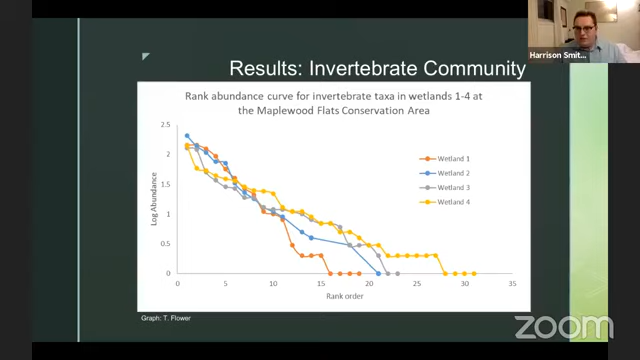 Harrison Smit...
Results: Invertebrate Community
Rank abundance curve for invertebrate taxa in wetlands 1-4 at
the Maplewood Flats Conservation Area
2.5
2
1.5
1
0.5
0
Log Abundance
Wetland 1
Wetland 2
Wetland 3
Wetland 4
0 5 10 15 20 25 30 35
Rank order
Graph: T. Flower
zoom